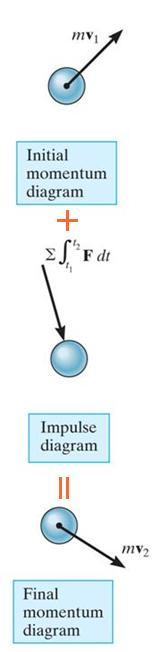 mv₁
Initial
momentum
diagram
+
Σ∫ₜ₁ᵗ² F dt
Impulse
diagram
=
mv₂
Final
momentum
diagram